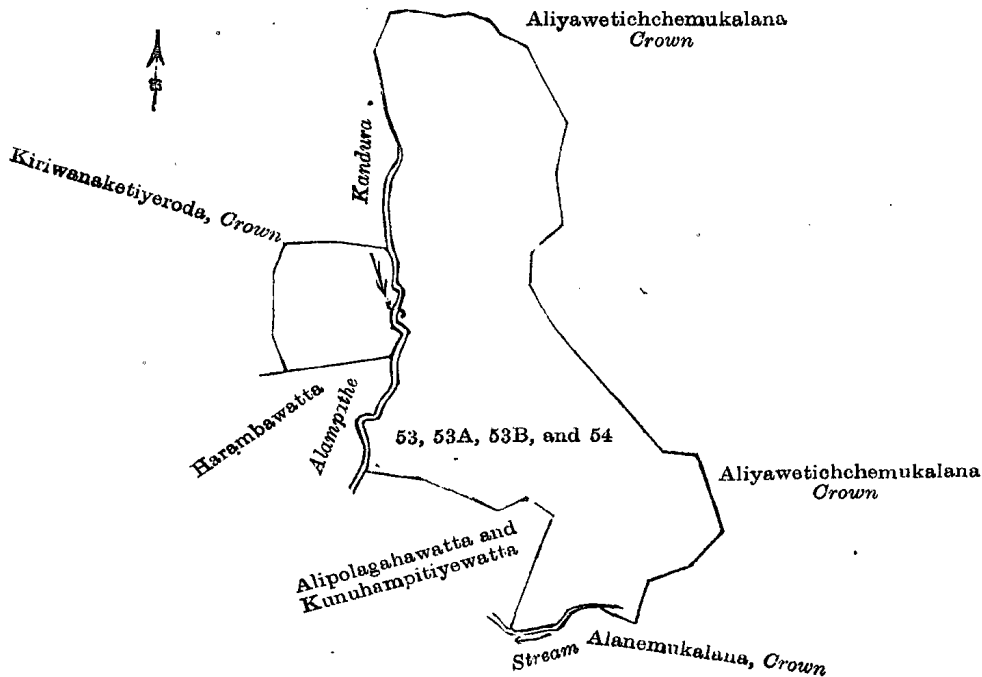 Aliyawetichchemukalana
Crown
Kandura
Kiriwanaketiyeroda, Crown
Harambawatta
Alampithe
53, 53A, 53B, and 54
Aliyawetichchemukalana
Crown
Alipolagahawatta and
Kunuhampitiyewatta
Stream
Alanemukalana, Crown